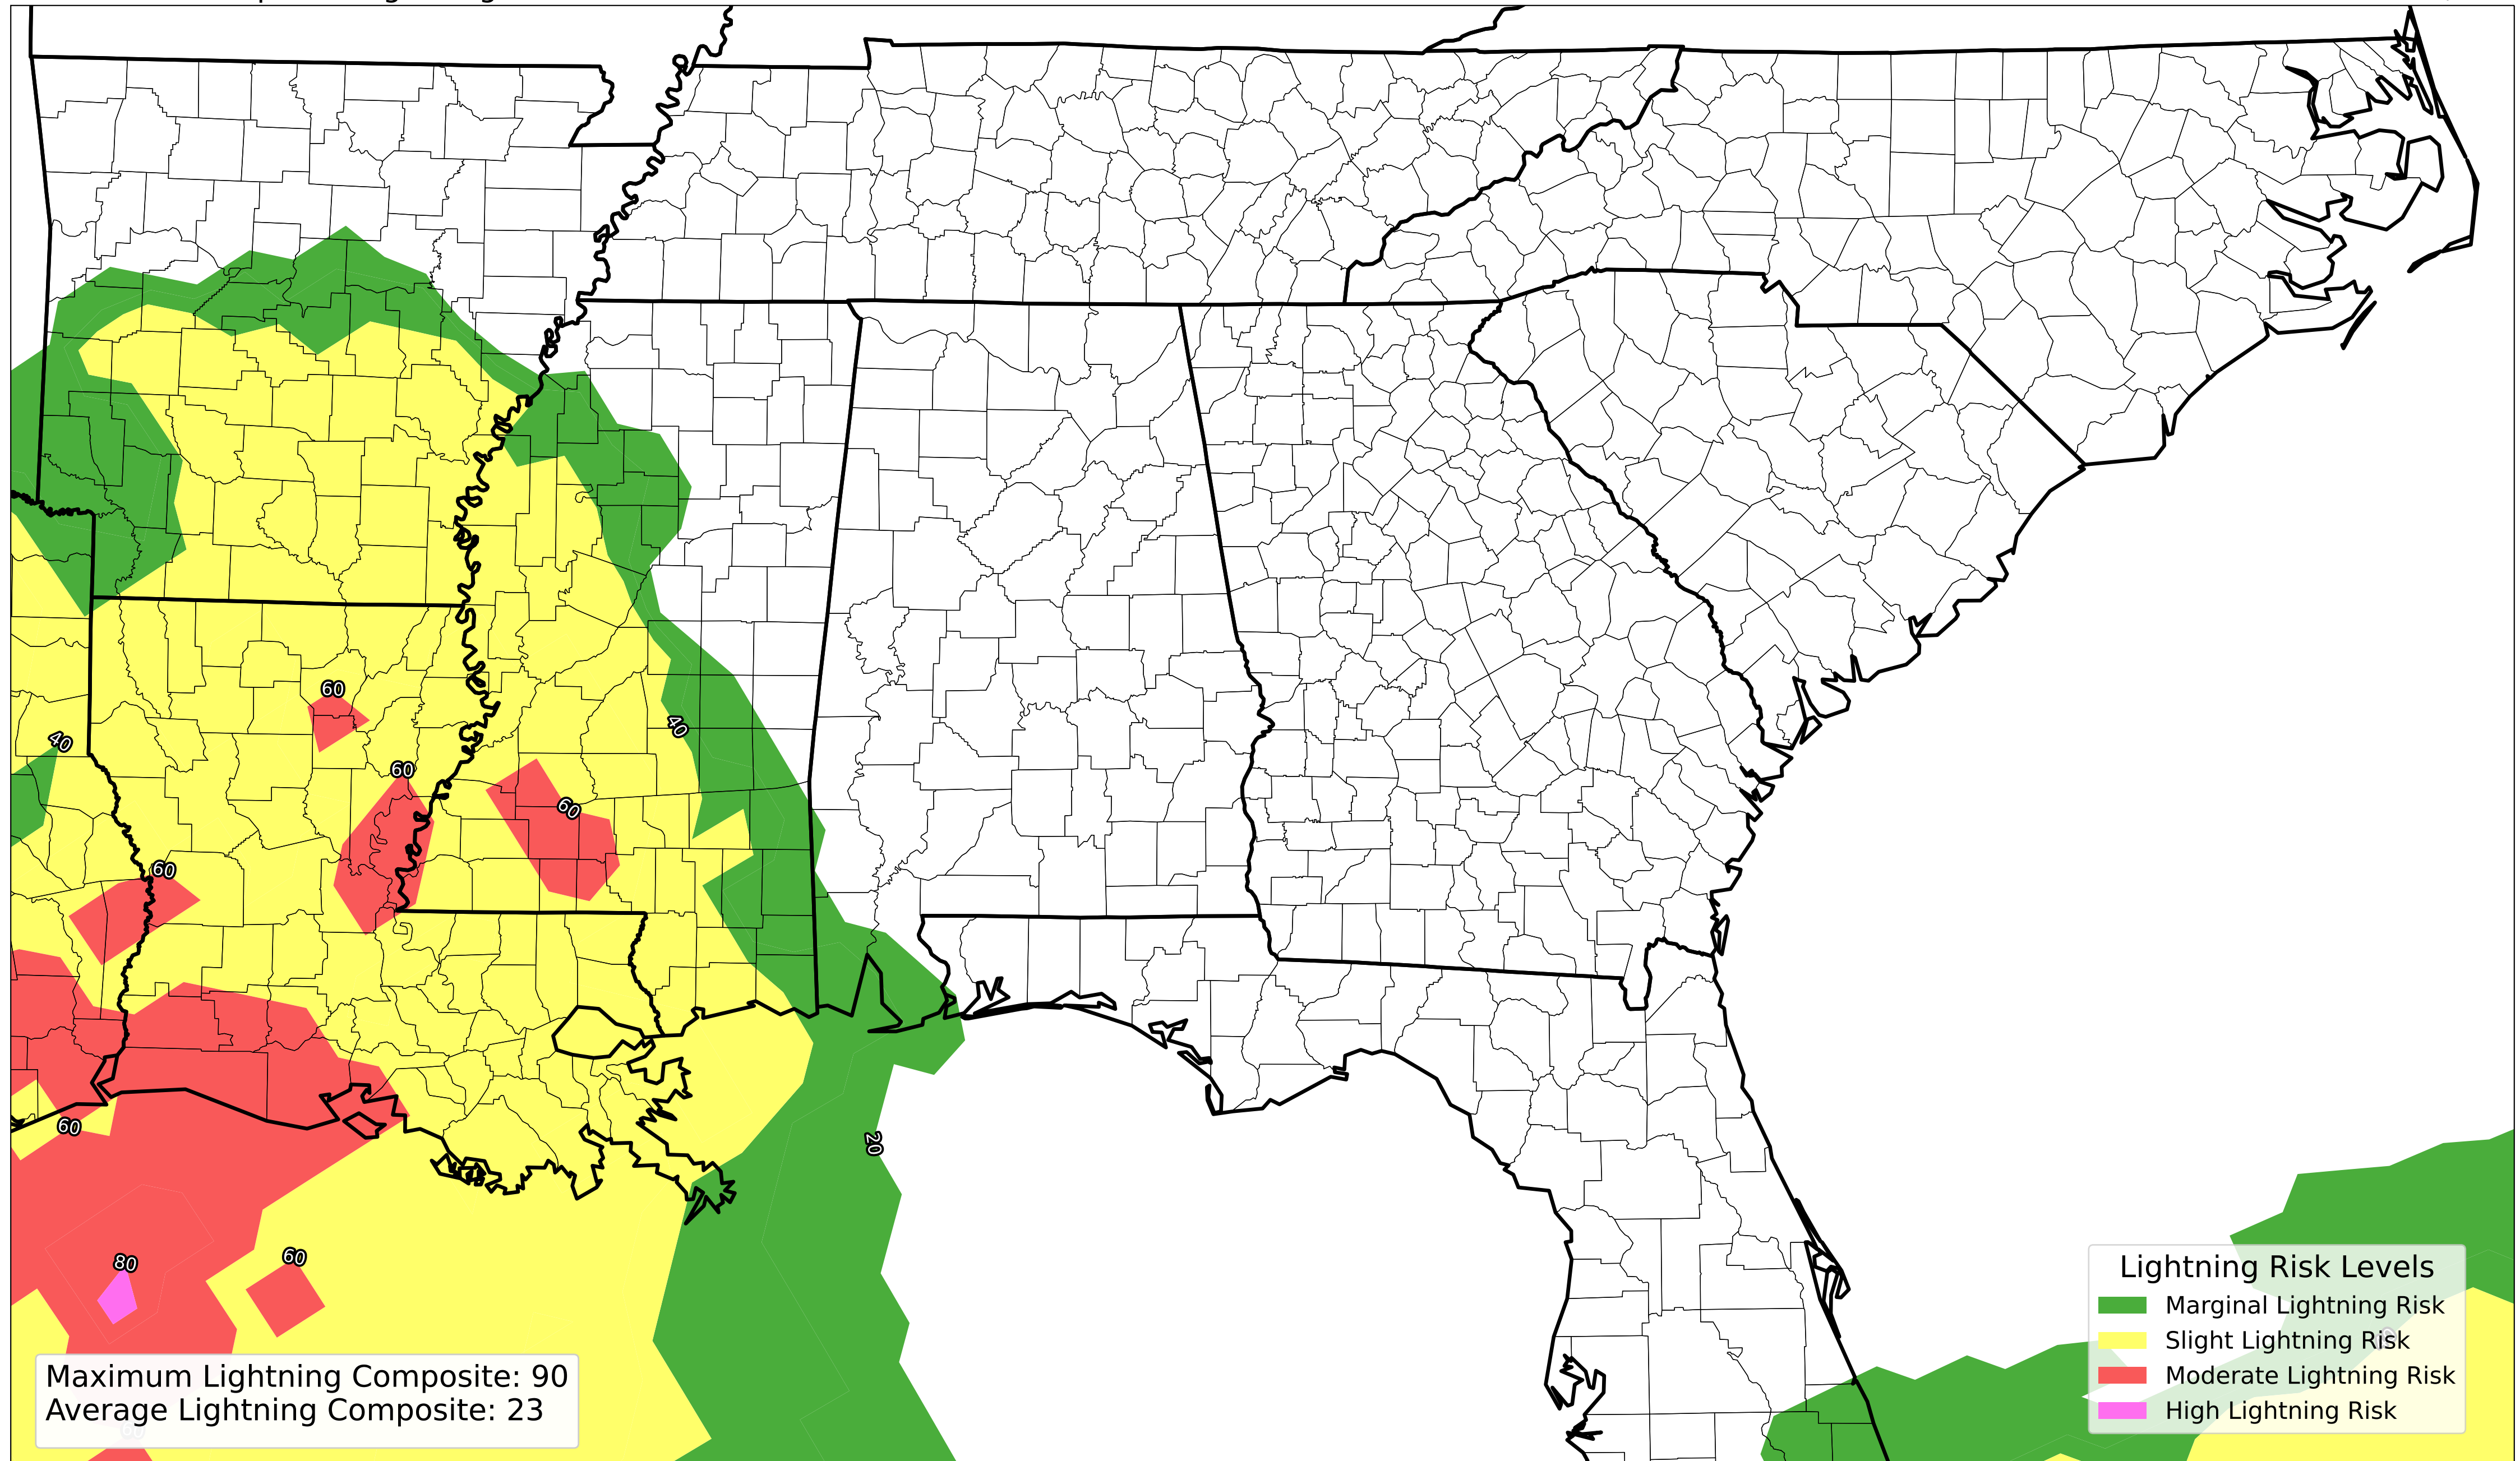 60
40
40
60
60
60
60
20
80
60
Lightning Risk Levels
Marginal Lightning Risk
Slight Lightning Risk
Moderate Lightning Risk
High Lightning Risk
Maximum Lightning Composite: 90
Average Lightning Composite: 23
60